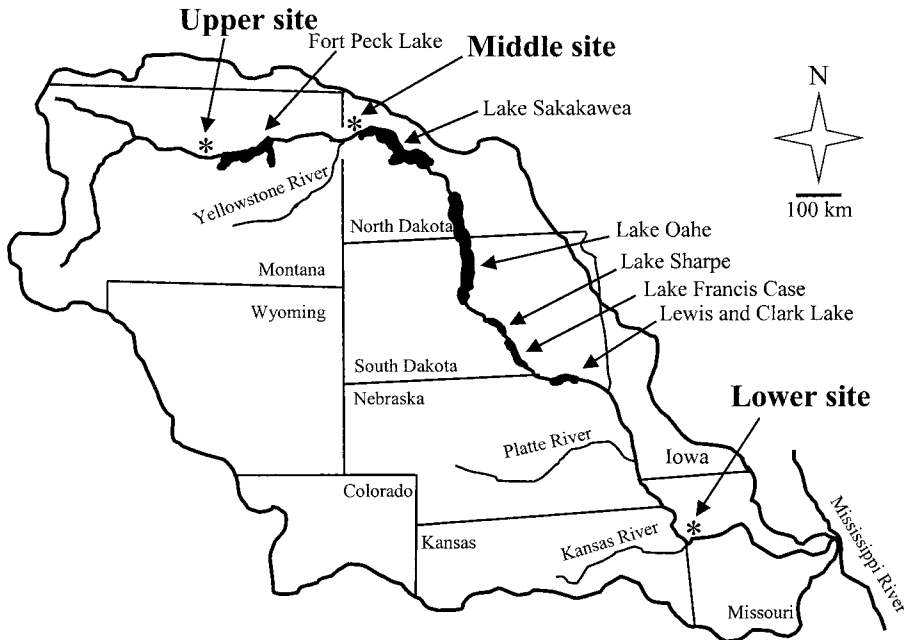 Upper site
Fort Peck Lake
Middle site
N
Lake Sakakawea
100 km
Yellowstone River
North Dakota
Lake Oahe
Montana
Lake Sharpe
Wyoming
Lake Francis Case
Lewis and Clark Lake
South Dakota
Nebraska
Lower site
Platte River
Iowa
Colorado
Mississippi River
Kansas
Kansas River
Missouri